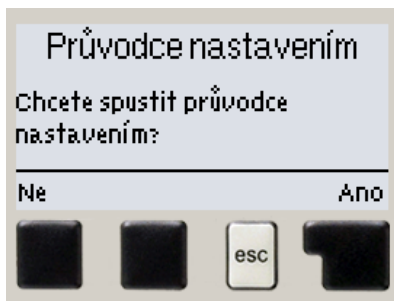 Průvodce nastavením
Chcete spustit průvodce
nastavením?
Ne Ano
esc